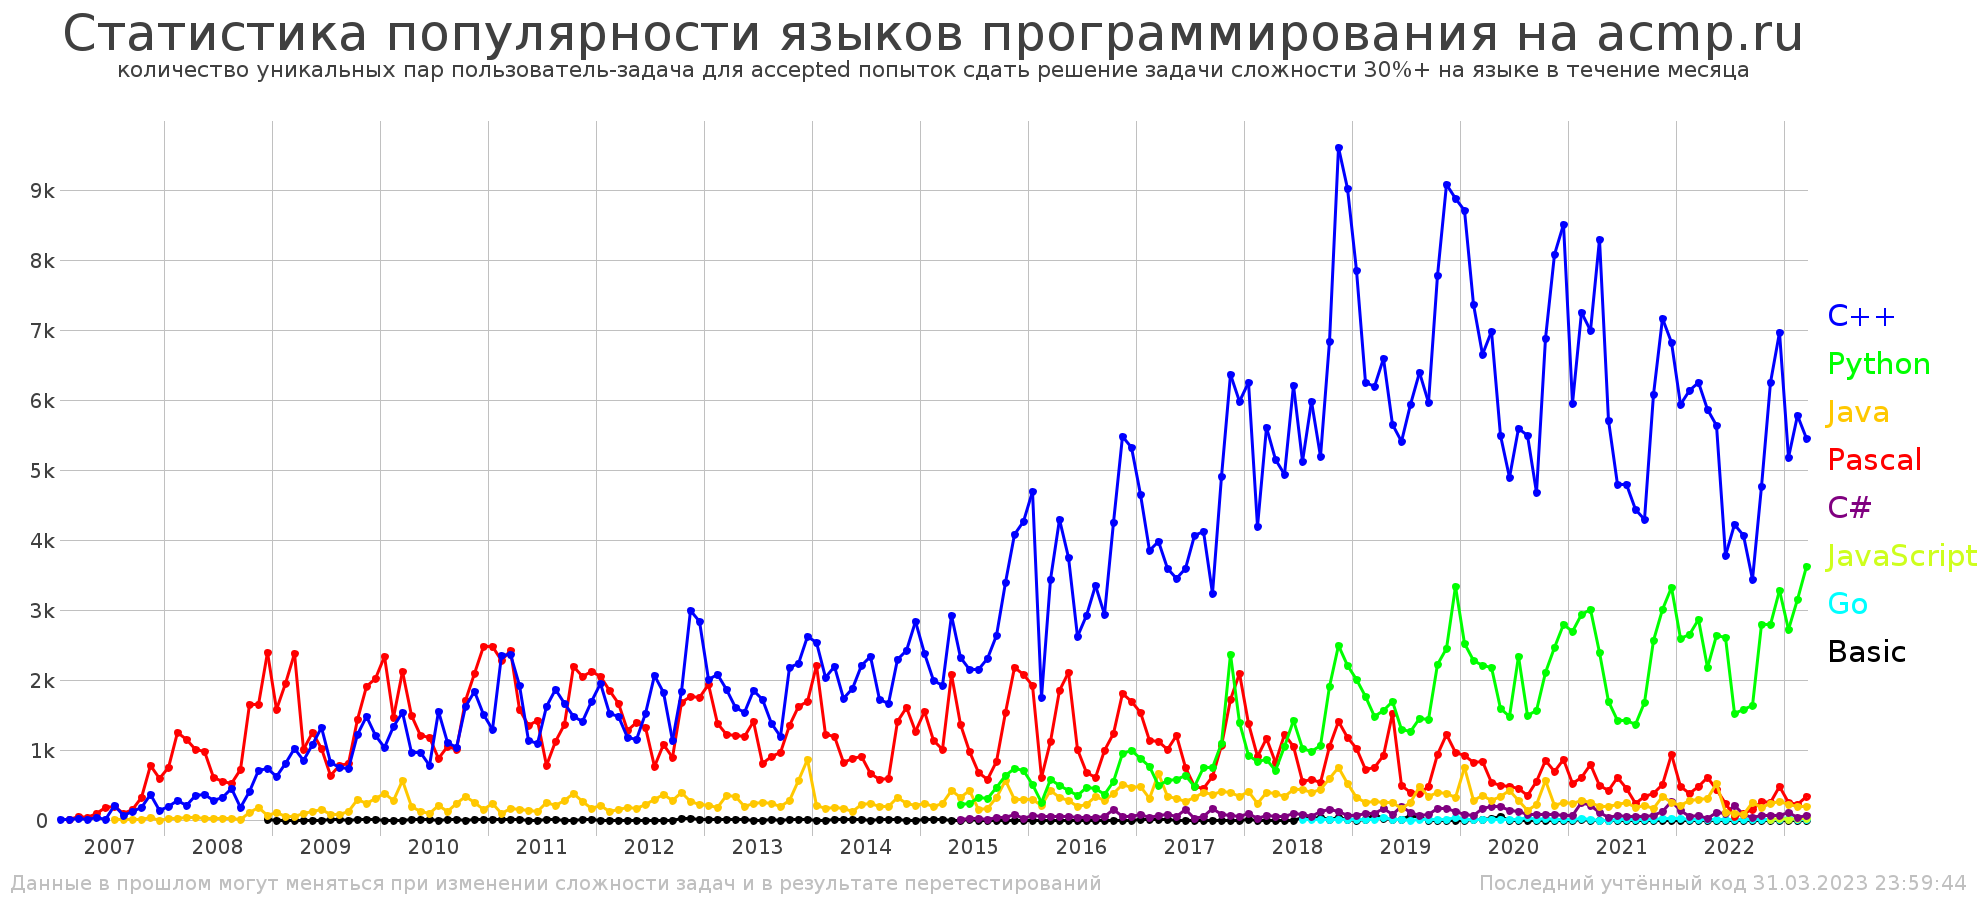 Статистика популярности языков программирования на acmp.ru
количество уникальных пар пользователь-задача для accepted попыток сдать решение задачи сложности 30%+ на языке в течение месяца
9k
8k
7k
6k
5k
4k
3k
2k
1k
0
C++
Python
Java
Pascal
C#
JavaScript
Go
Basic
2007 2008 2009 2010 2011 2012 2013 2014 2015 2016 2017 2018 2019 2020 2021 2022
Данные в прошлом могут меняться при изменении сложности задач и в результате перетестирований
Последний учтённый код 31.03.2023 23:59:44